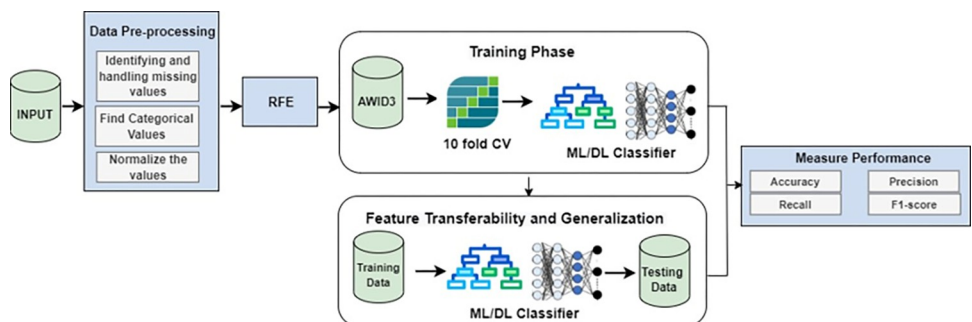 INPUT
Data Pre-processing
Identifying and
handling missing
values
Find Categorical
Values
Normalize the
values
RFE
Training Phase
AWID3
10 fold CV
ML/DL Classifier
Feature Transferability and Generalization
Training
Data
ML/DL Classifier
Testing
Data
Measure Performance
Accuracy
Precision
Recall
F1-score